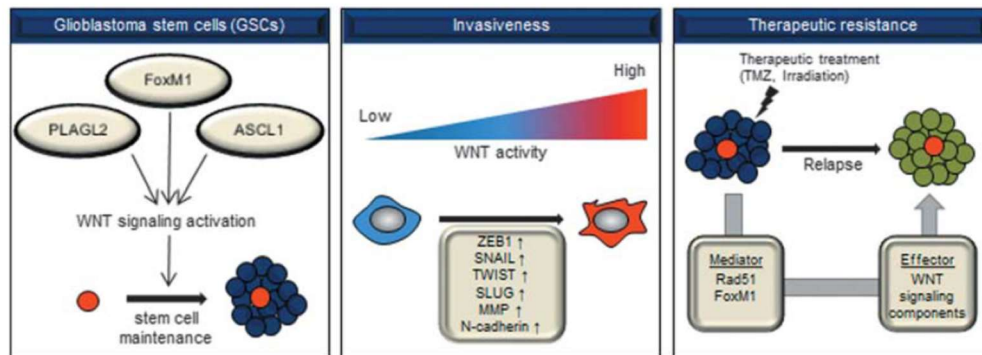 Glioblastoma stem cells (GSCs)
FoxM1
PLAGL2
ASCL1
WNT signaling activation
stem cell
maintenance
Invasiveness
High
Low
WNT activity
ZEB1 ↑
SNAIL ↑
TWIST ↑
SLUG ↑
MMP ↑
N-cadherin ↑
Therapeutic resistance
Therapeutic treatment
(TMZ, Irradiation)
Relapse
Mediator
Rad51
FoxM1
Effector
WNT
signaling
components